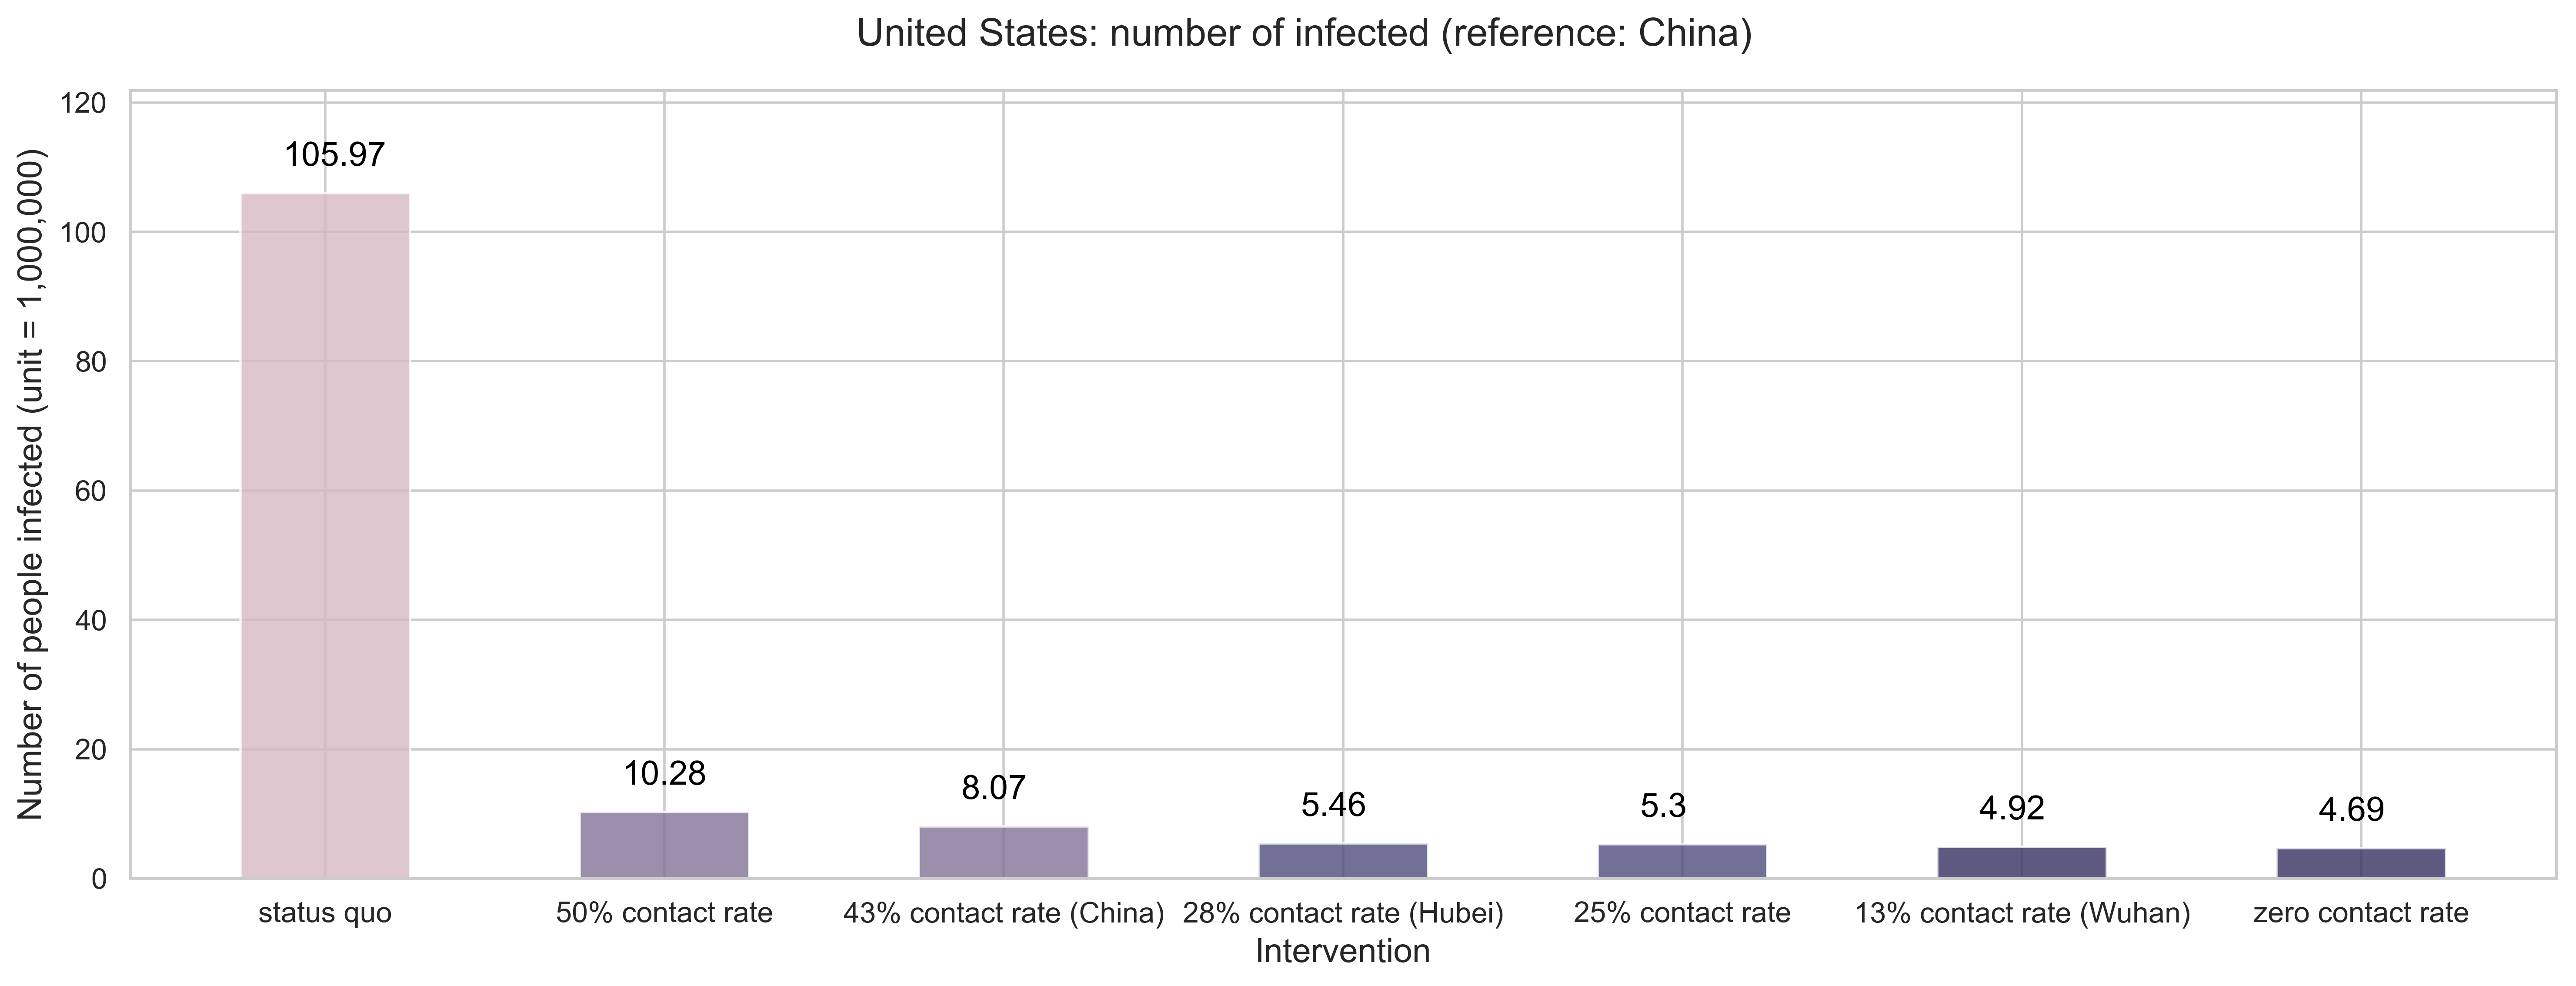 United States: number of infected (reference: China)
Number of people infected (unit = 1,000,000)
120
100
80
60
40
20
0
105.97
10.28
8.07
5.46
5.3
4.92
4.69
status quo
50% contact rate
43% contact rate (China)
28% contact rate (Hubei)
25% contact rate
13% contact rate (Wuhan)
zero contact rate
Intervention